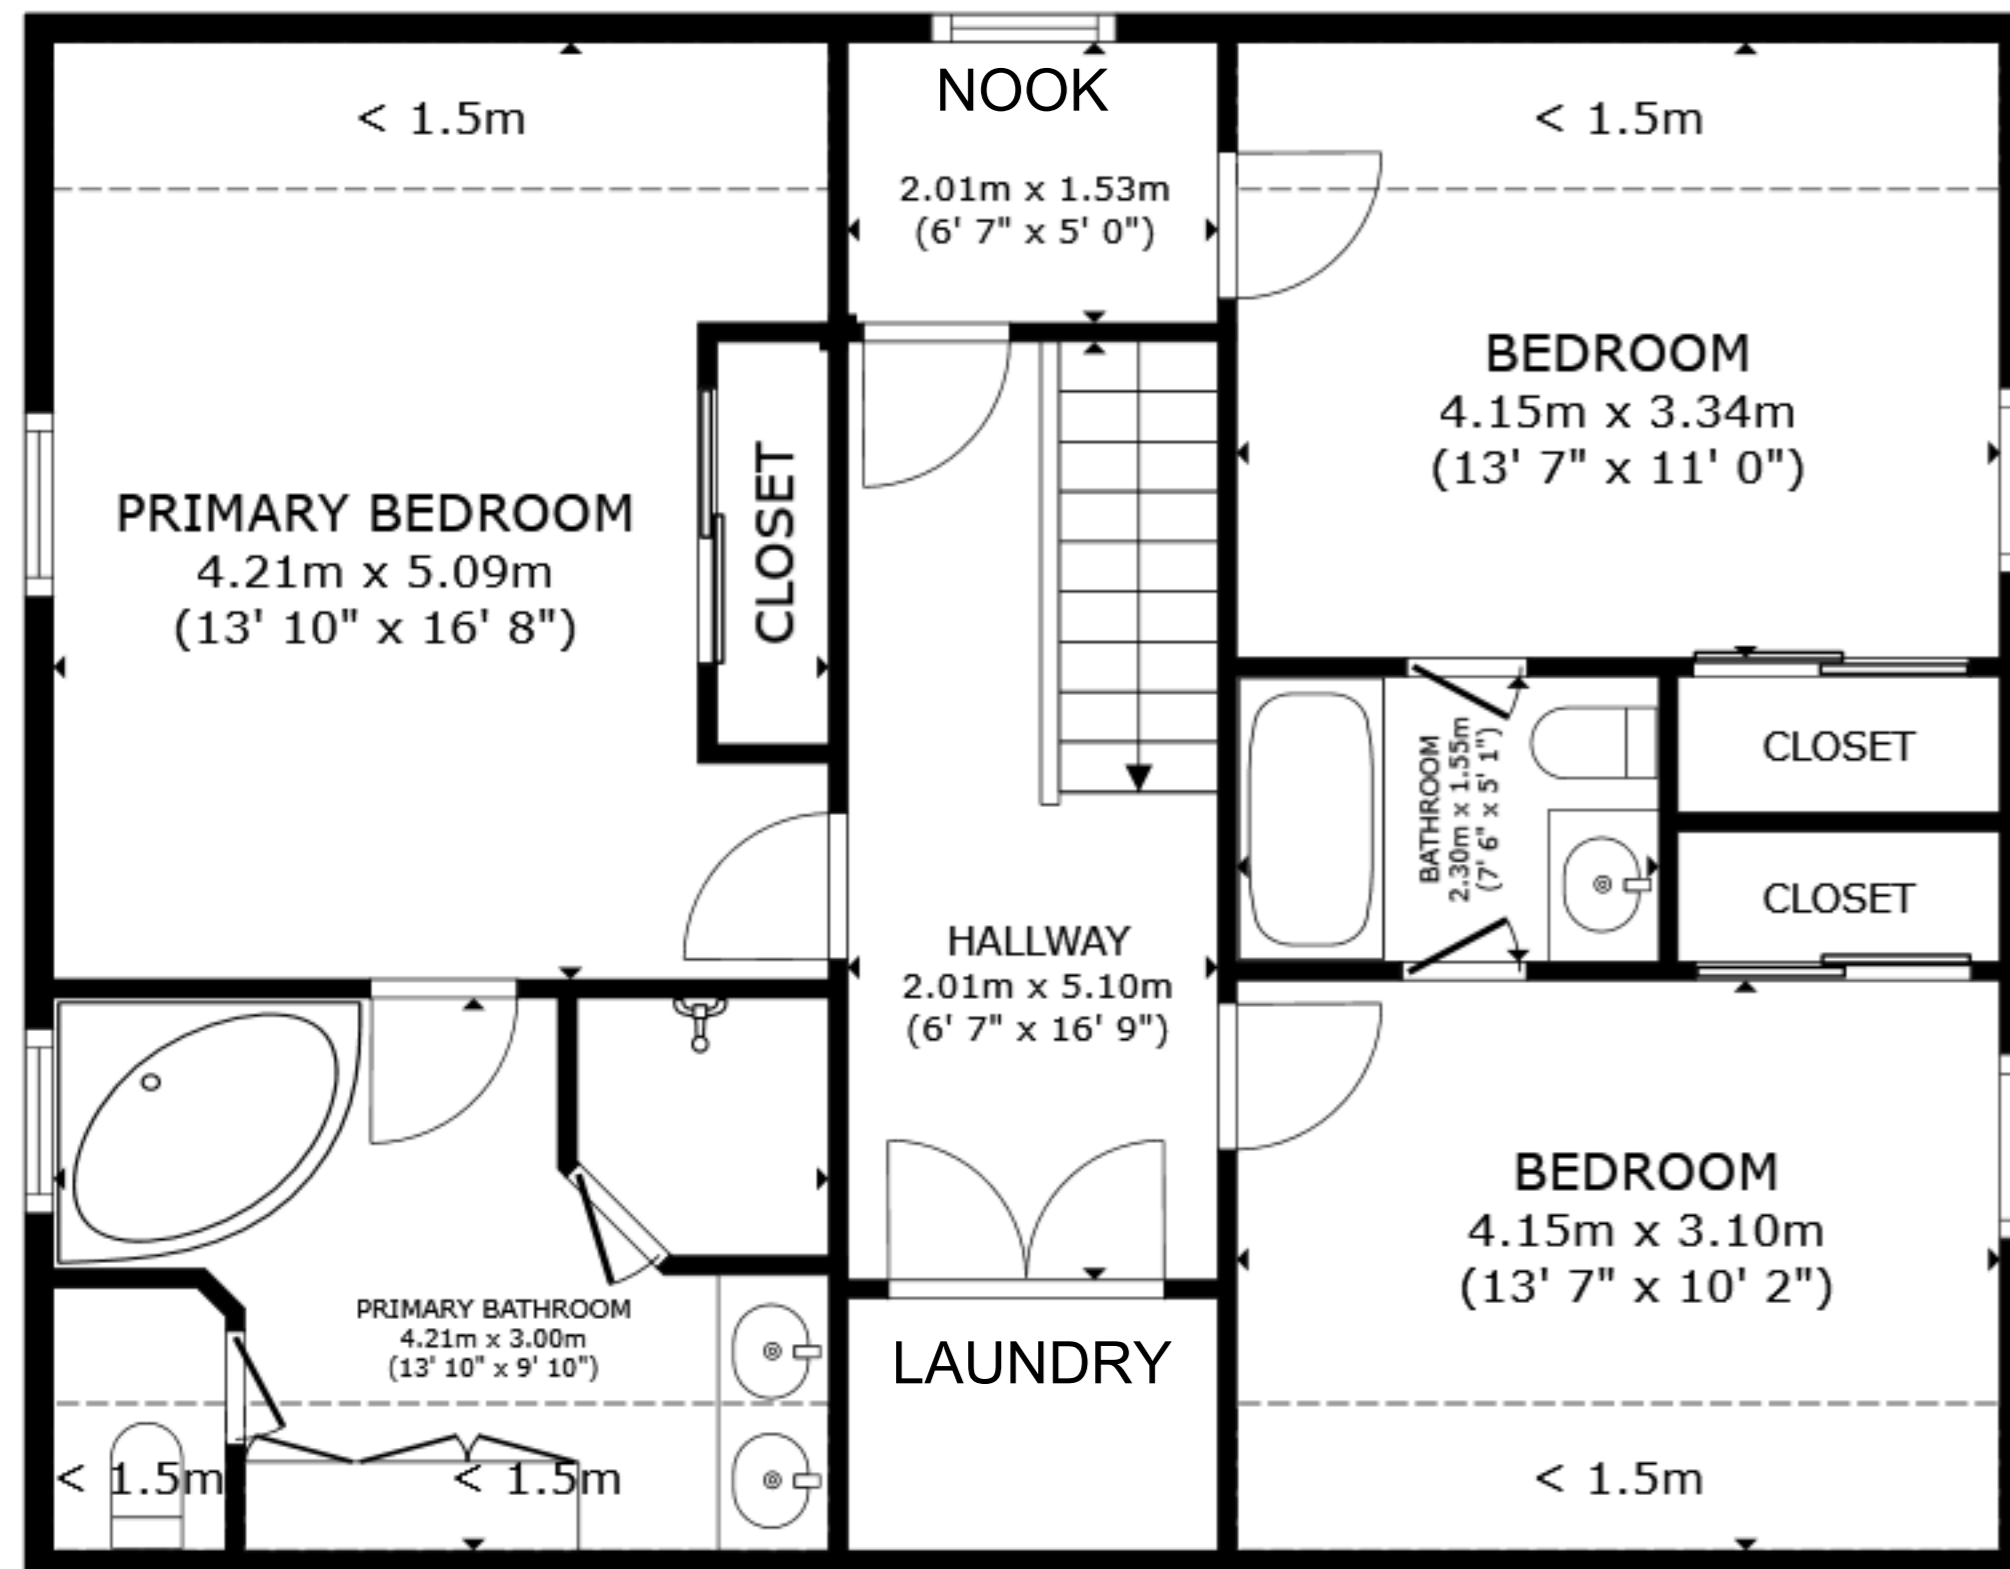 < 1.5m
NOOK
2.01m x 1.53m
(6' 7" x 5' 0")
< 1.5m
PRIMARY BEDROOM
4.21m x 5.09m
(13' 10" x 16' 8")
CLOSET
BEDROOM
4.15m x 3.34m
(13' 7" x 11' 0")
BATHROOM
2.30m x 1.55m
(7' 6" x 5' 1")
CLOSET
CLOSET
HALLWAY
2.01m x 5.10m
(6' 7" x 16' 9")
BEDROOM
4.15m x 3.10m
(13' 7" x 10' 2")
PRIMARY BATHROOM
4.21m x 3.00m
(13' 10" x 9' 10")
LAUNDRY
< 1.5m
< 1.5m
< 1.5m